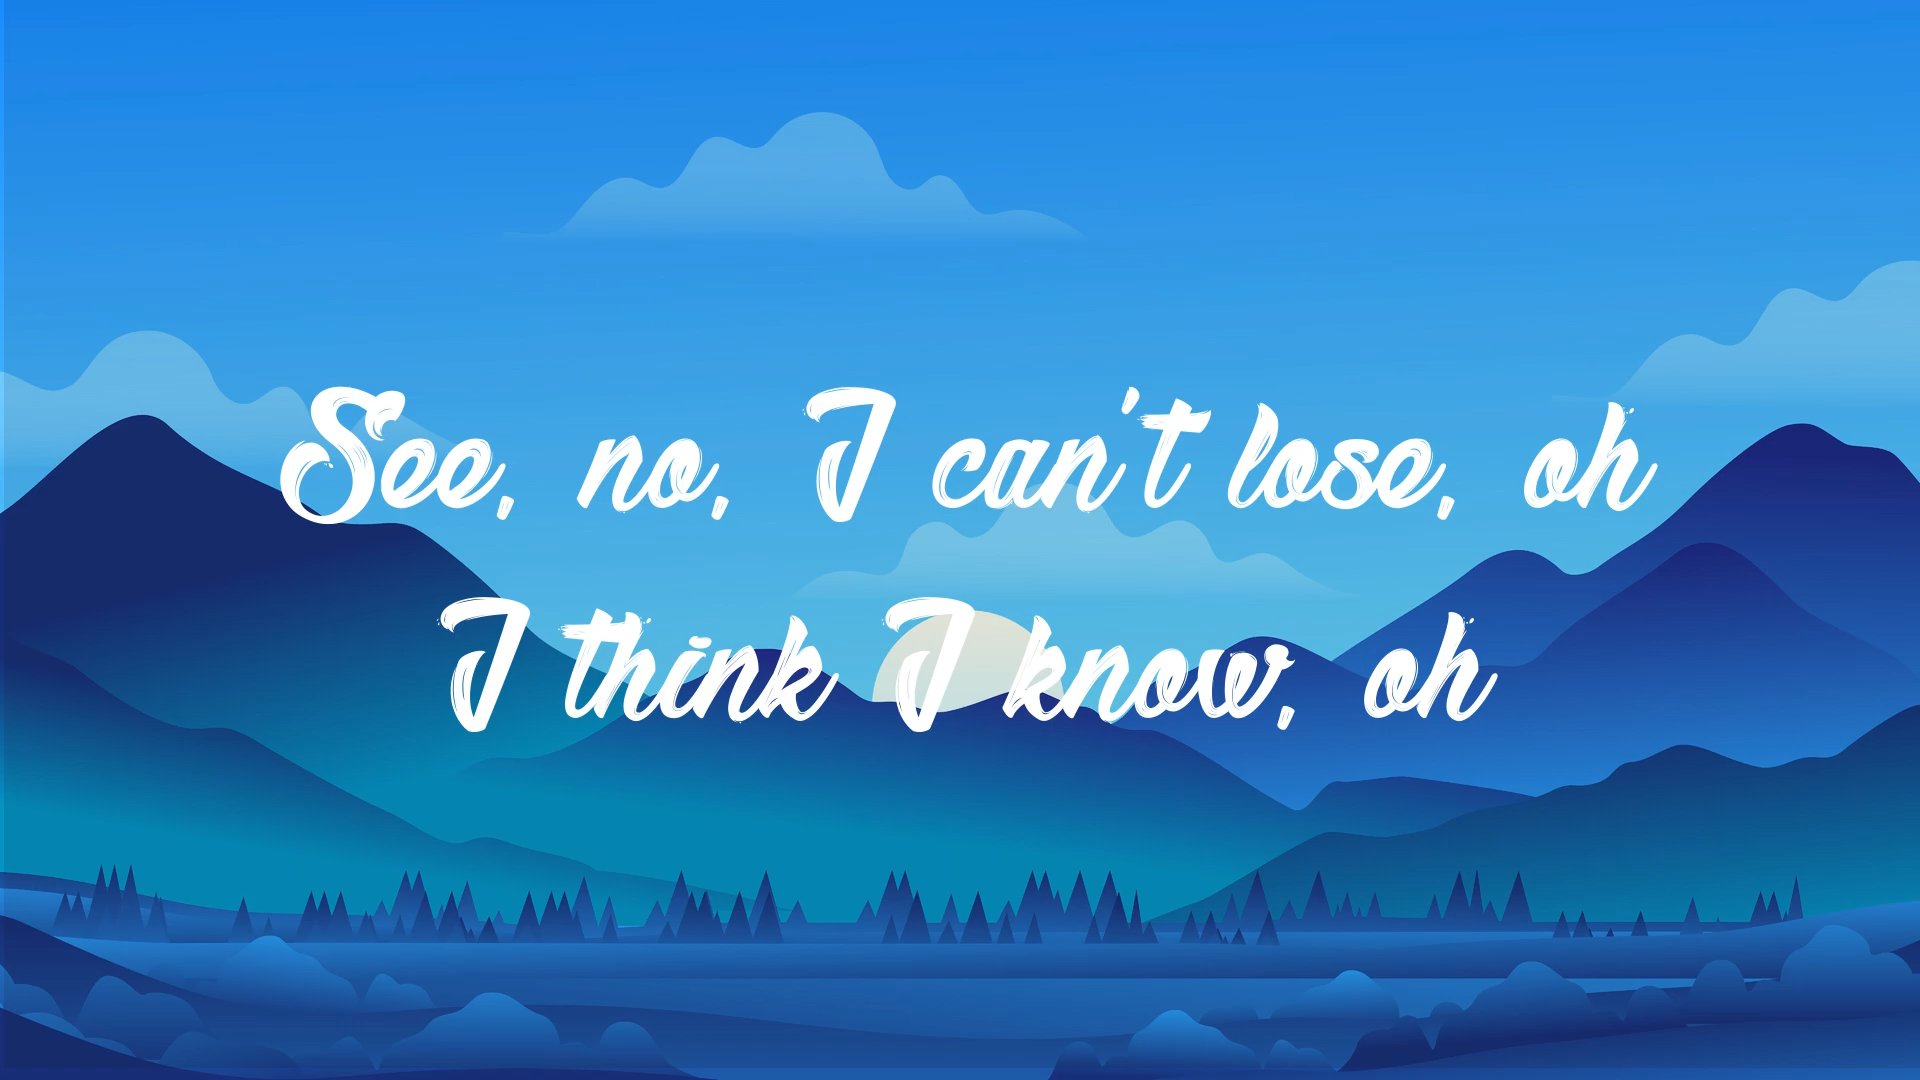 See, no, I can't lose, oh
I think I know, oh